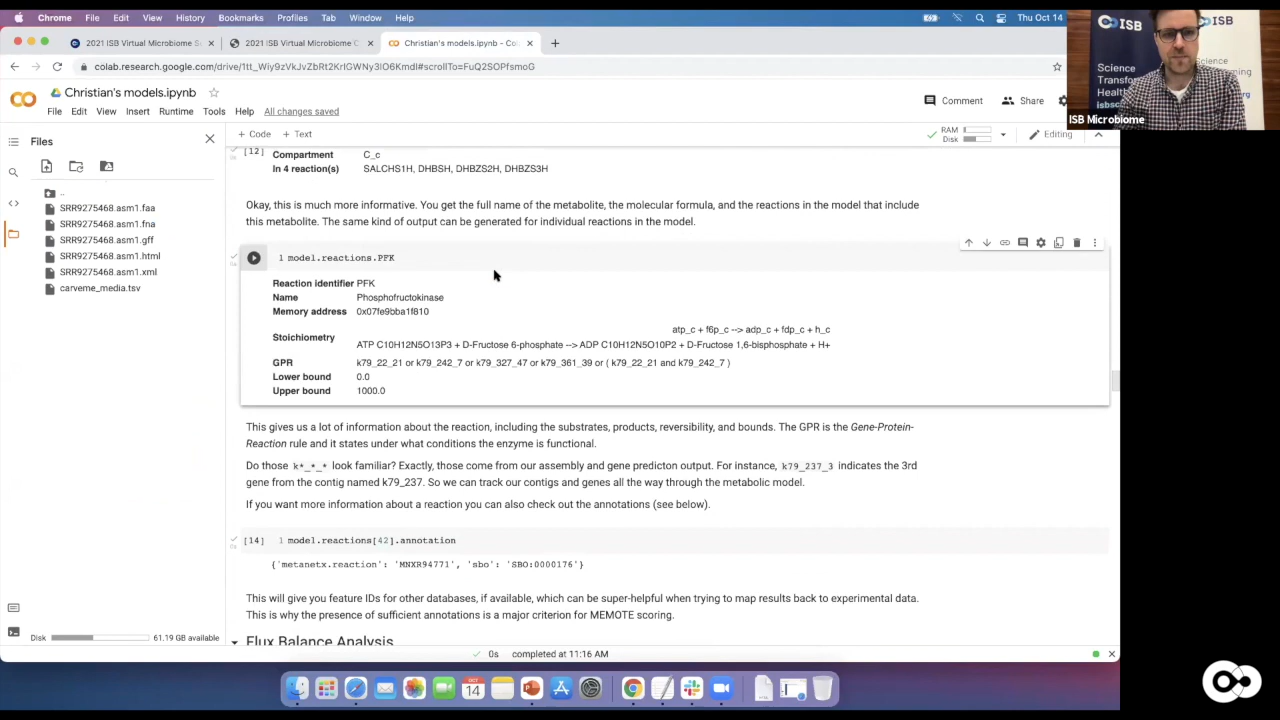 Chrome File Edit View History Bookmarks Profiles Tab Window Help Thu Oct 14
2021 ISB Virtual Microbiome S 2021 ISB Virtual Microbiome C Christian's models.ipynb - Co
colab.research.google.com/drive/1tt_Wiy9zVkJvZbRt2KrIGWNy3IO6KmdI#scrollTo=FuQ2SOPfsmoG
ISB
ISB
Science
Transfor
Health
ISB Microbiome
Christian's models.ipynb
File Edit View Insert Runtime Tools Help All changes saved
Comment Share
Files
+ Code + Text
RAM
Disk
Editing
..
SRR9275468.asm1.faa
SRR9275468.asm1.fna
SRR9275468.asm1.gff
SRR9275468.asm1.html
SRR9275468.asm1.xml
carveme_media.tsv
[12]
Compartment C_c
In 4 reaction(s) SALCHS1H, DHBSH, DHBZS2H, DHBZS3H
Okay, this is much more informative. You get the full name of the metabolite, the molecular formula, and the reactions in the model that include
this metabolite. The same kind of output can be generated for individual reactions in the model.
1 model.reactions.PFK
Reaction identifier PFK
Name Phosphofructokinase
Memory address 0x07fe9bba1f810
atp_c + f6p_c --> adp_c + fdp_c + h_c
Stoichiometry
ATP C10H12N5O13P3 + D-Fructose 6-phosphate --> ADP C10H12N5O10P2 + D-Fructose 1,6-bisphosphate + H+
GPR k79_22_21 or k79_242_7 or k79_327_47 or k79_361_39 or ( k79_22_21 and k79_242_7 )
Lower bound 0.0
Upper bound 1000.0
This gives us a lot of information about the reaction, including the substrates, products, reversibility, and bounds. The GPR is the Gene-Protein-
Reaction rule and it states under what conditions the enzyme is functional.
Do those k*_*_* look familiar? Exactly, those come from our assembly and gene predicton output. For instance, k79_237_3 indicates the 3rd
gene from the contig named k79_237. So we can track our contigs and genes all the way through the metabolic model.
If you want more information about a reaction you can also check out the annotations (see below).
[14] 1 model.reactions[42].annotation
{'metanetx.reaction': 'MNXR94771', 'sbo': 'SBO:0000176'}
This will give you feature IDs for other databases, if available, which can be super-helpful when trying to map results back to experimental data.
This is why the presence of sufficient annotations is a major criterion for MEMOTE scoring.
Flux Balance Analysis
Disk 61.19 GB available
0s completed at 11:16 AM
OCT
14